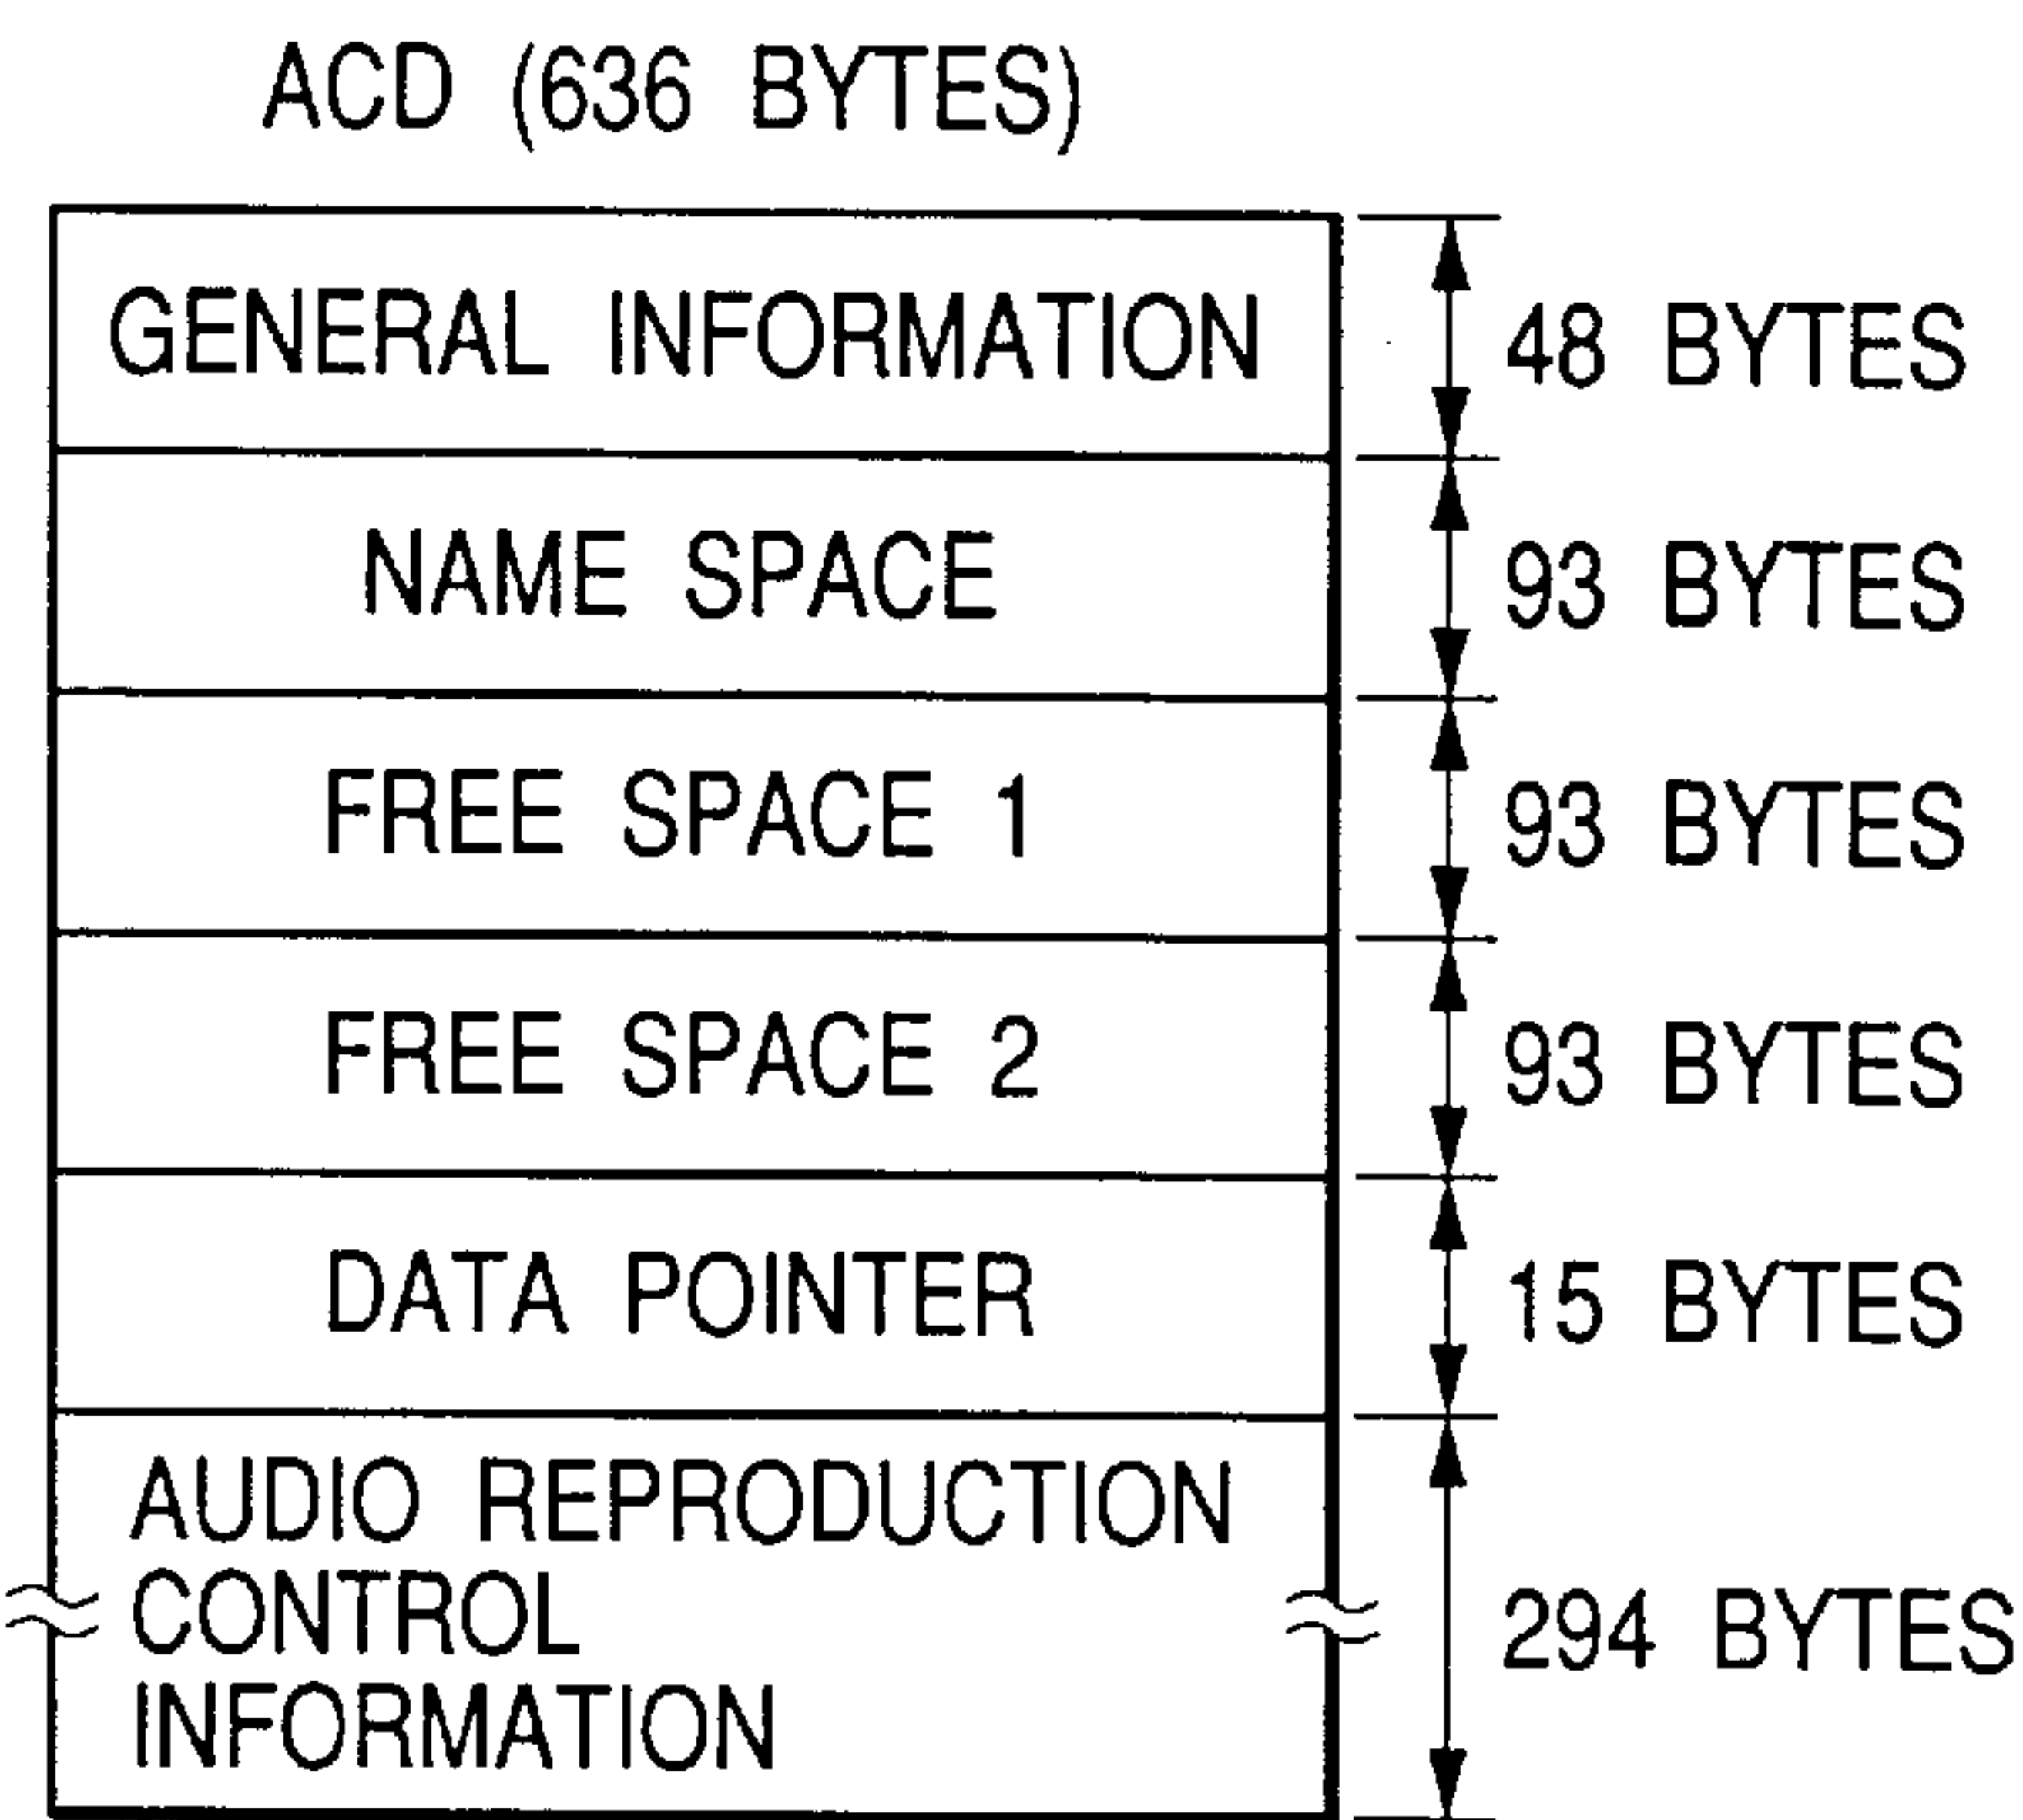 ACD (636 BYTES)
GENERAL INFORMATION 48 BYTES
NAME SPACE 93 BYTES
FREE SPACE 1 93 BYTES
FREE SPACE 2 93 BYTES
DATA POINTER 15 BYTES
AUDIO REPRODUCTION
CONTROL 294 BYTES
INFORMATION